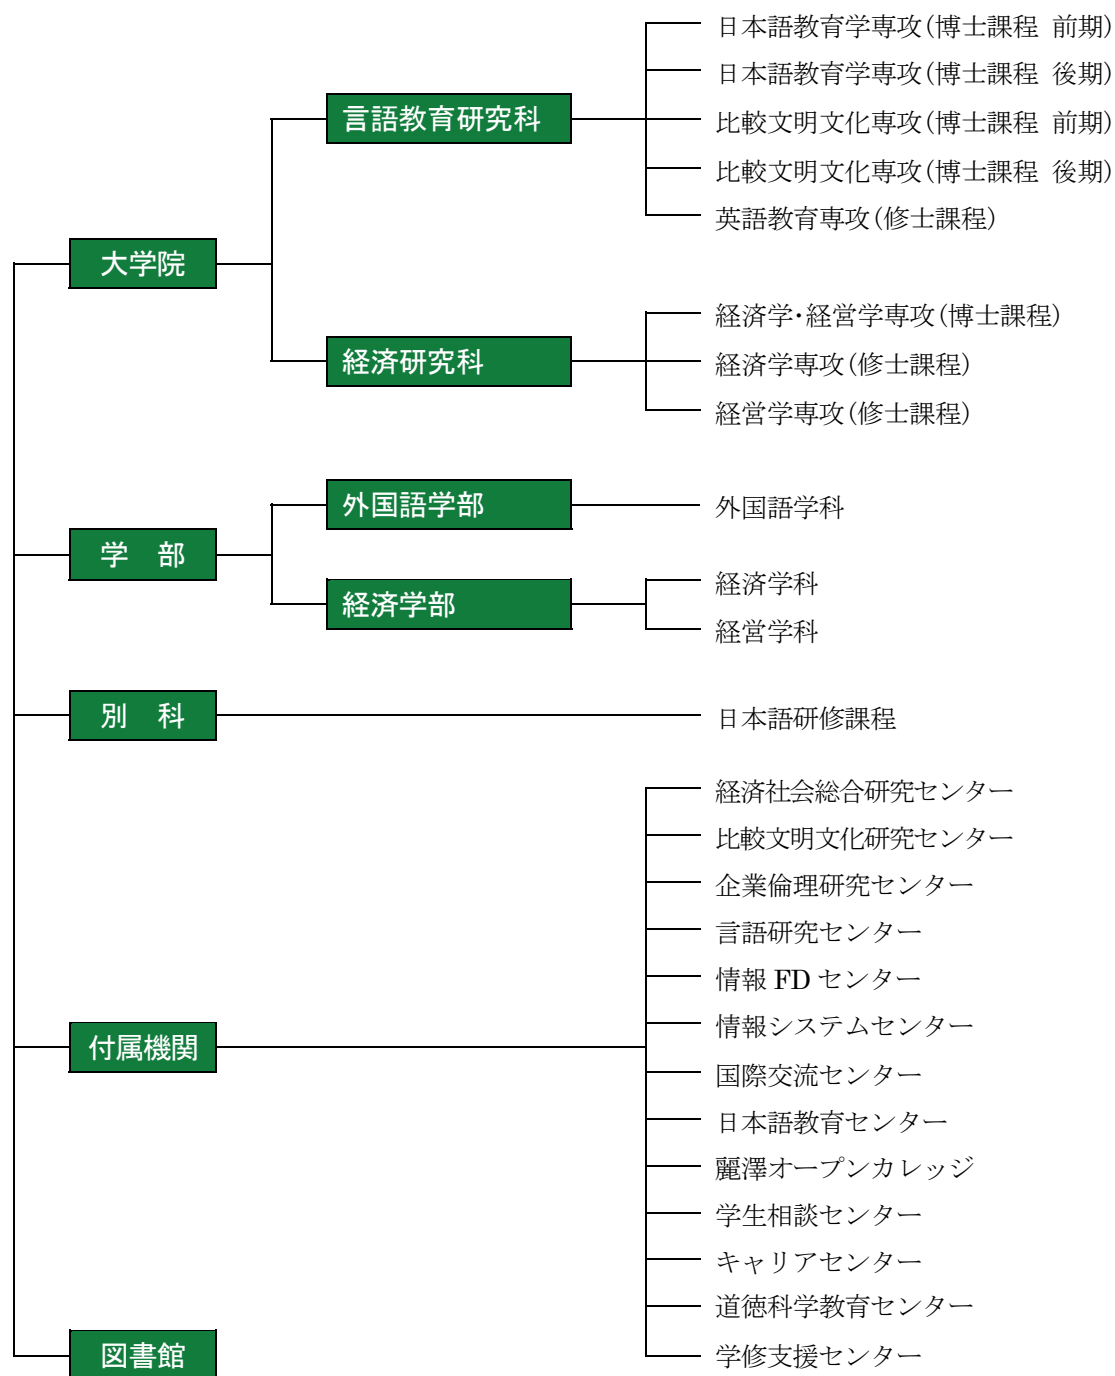 日本語教育学専攻(博士課程 前期)
日本語教育学専攻(博士課程 後期)
言語教育研究科
比較文明文化専攻(博士課程 前期)
比較文明文化専攻(博士課程 後期)
英語教育専攻(修士課程)
大学院
経済学・経営学専攻(博士課程)
経済研究科
経済学専攻(修士課程)
経営学専攻(修士課程)
外国語学部
外国語学科
学 部
経済学科
経済学部
経営学科
別 科
日本語研修課程
経済社会総合研究センター
比較文明文化研究センター
企業倫理研究センター
言語研究センター
情報 FD センター
情報システムセンター
付属機関
国際交流センター
日本語教育センター
麗澤オープンカレッジ
学生相談センター
キャリアセンター
道徳科学教育センター
図書館
学修支援センター